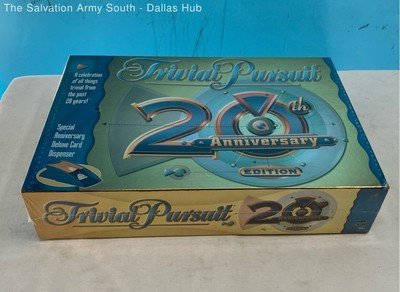 The Salvation Army South - Dallas Hub
Trivial Pursuit
A celebration
of all things
trivial from
the past
20 years!
20th
Anniversary
EDITION
Special
Anniversary
Deluxe Card
Dispenser
Trivial Pursuit
20